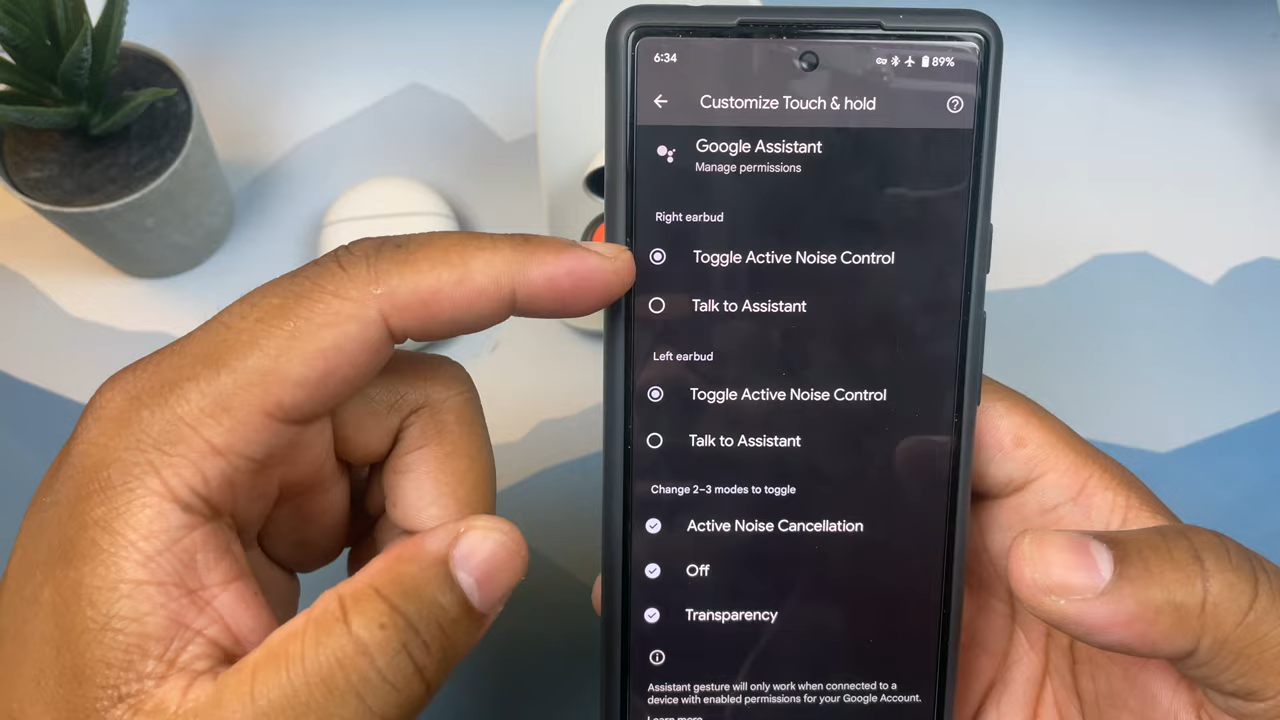 6:34
89%
Customize Touch & hold
Google Assistant
Manage permissions
Right earbud
Toggle Active Noise Control
Talk to Assistant
Left earbud
Toggle Active Noise Control
Talk to Assistant
Change 2–3 modes to toggle
Active Noise Cancellation
Off
Transparency
Assistant gesture will only work when connected to a
device with enabled permissions for your Google Account.
Learn more